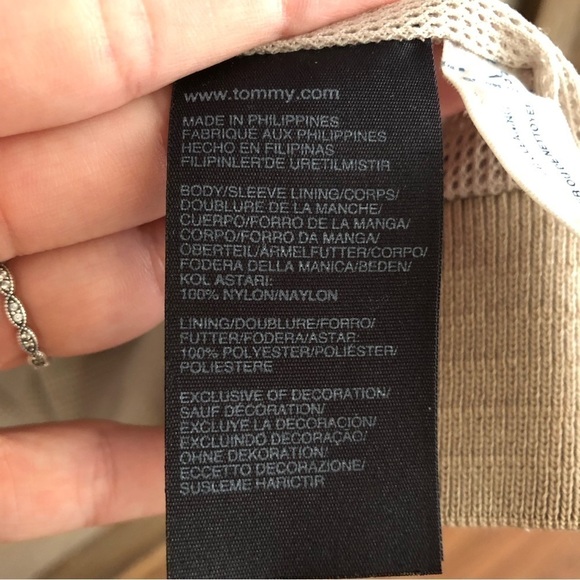 www.tommy.com
MADE IN PHILIPPINES
FABRIQUÉ AUX PHILIPPINES
HECHO EN FILIPINAS
FILIPINLER'DE URETILMISTIR
BODY/SLEEVE LINING/CORPS/
DOUBLURE DE LA MANCHE/
CUERPO/FORRO DE LA MANGA/
CORPO/FORRO DA MANGA/
OBERTEIL/ÄRMELFUTTER/CORPO/
FODERA DELLA MANICA/BEDEN/
KOL ASTARI:
100% NYLON/NAYLON
LINING/DOUBLURE/FORRO/
FUTTER/FODERA/ASTAR:
100% POLYESTER/POLIÉSTER/
POLIESTERE
EXCLUSIVE OF DECORATION/
SAUF DÉCORATION/
EXCLUYE LA DECORACIÓN/
EXCLUINDO DECORAÇÃO/
OHNE DEKORATION/
ECCETTO DECORAZIONE/
SUSLEME HARICTIR